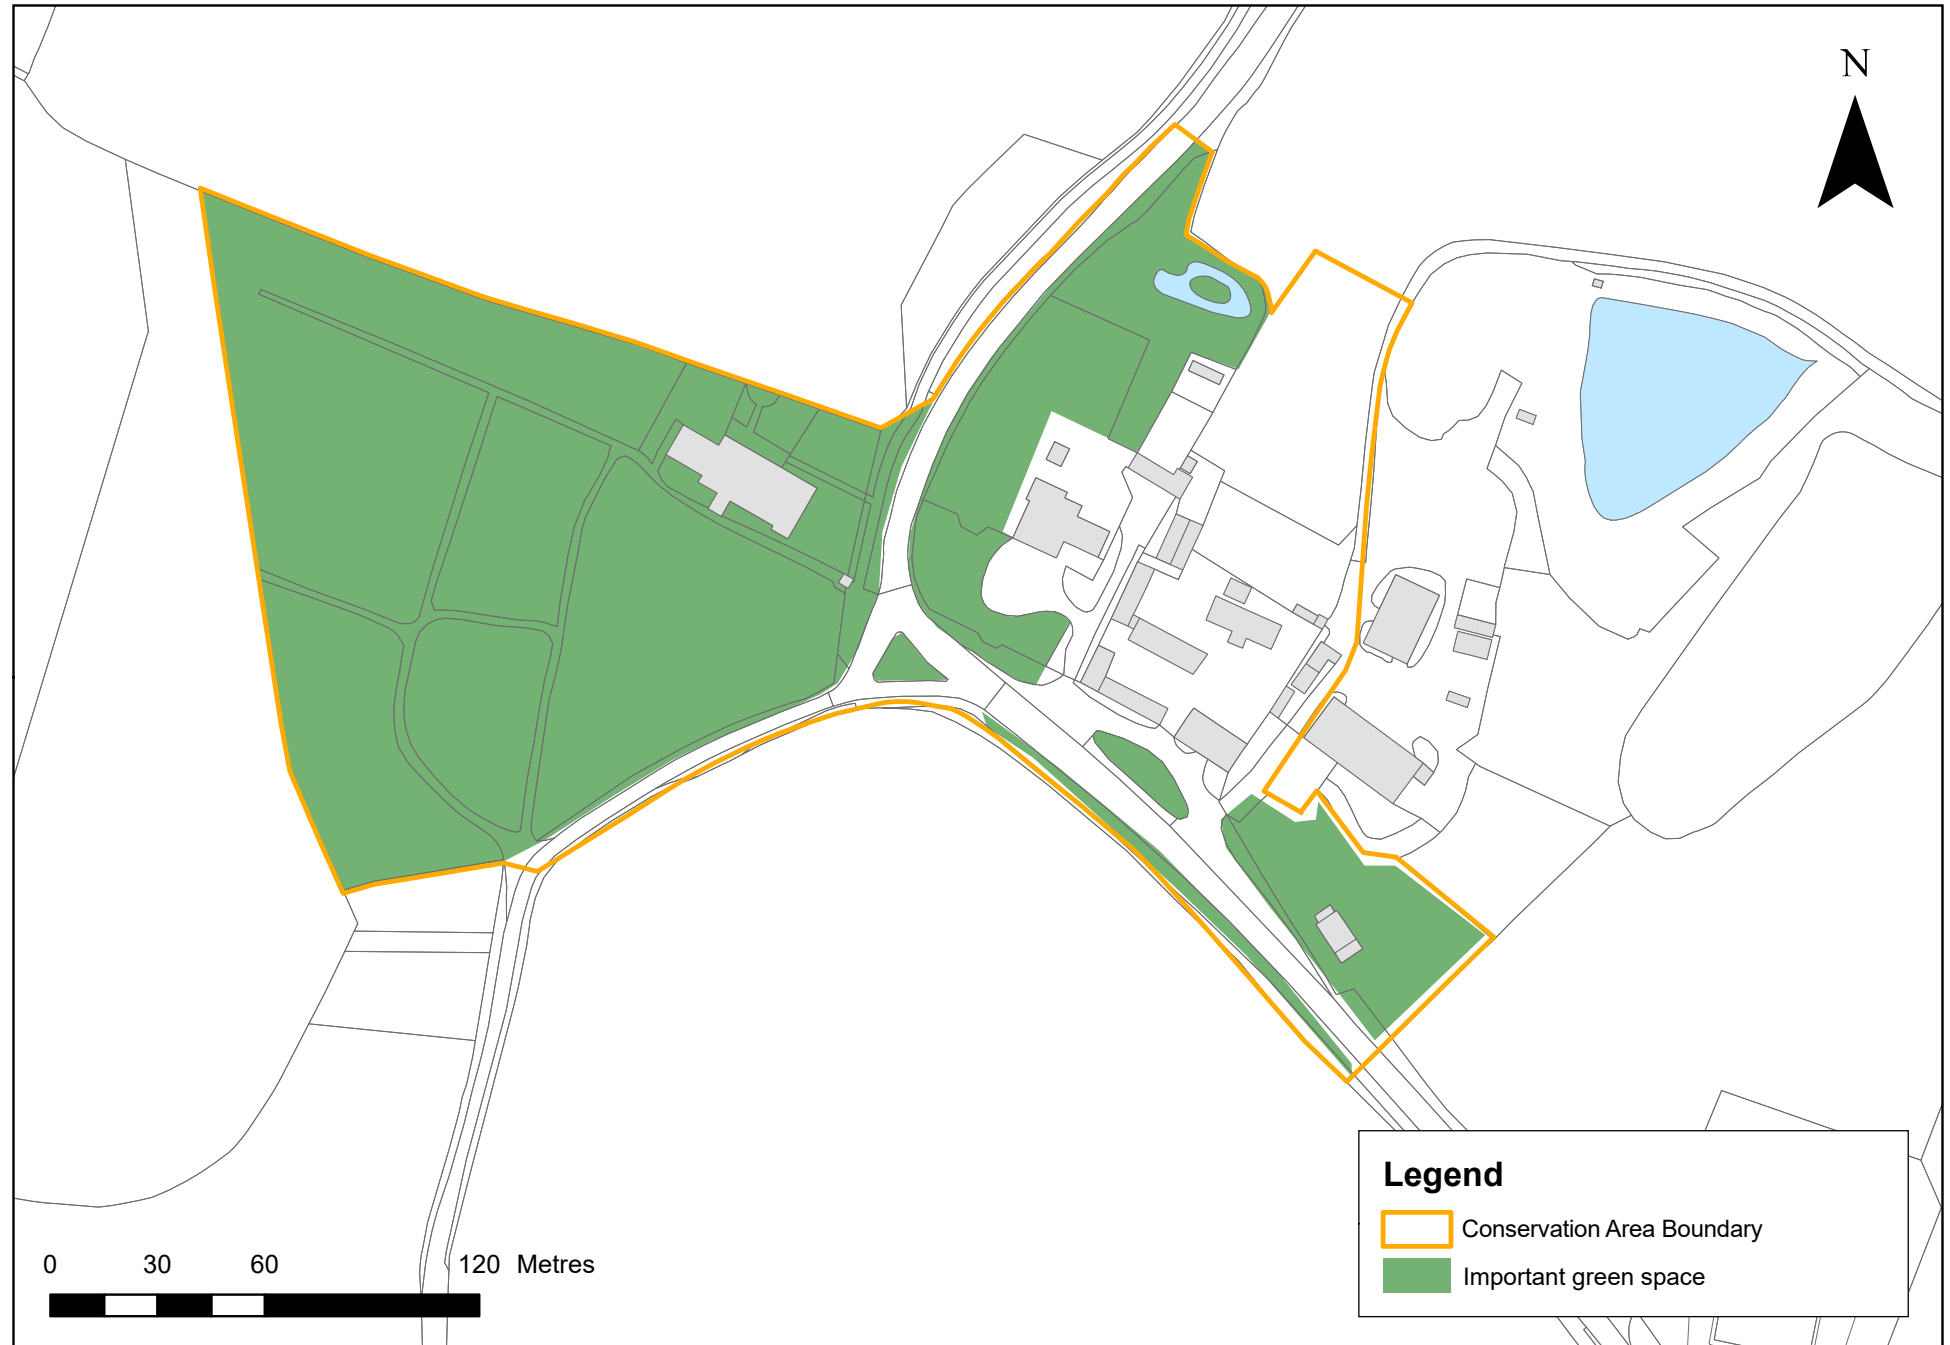 N
Legend
Conservation Area Boundary
Important green space
0 30 60 120 Metres